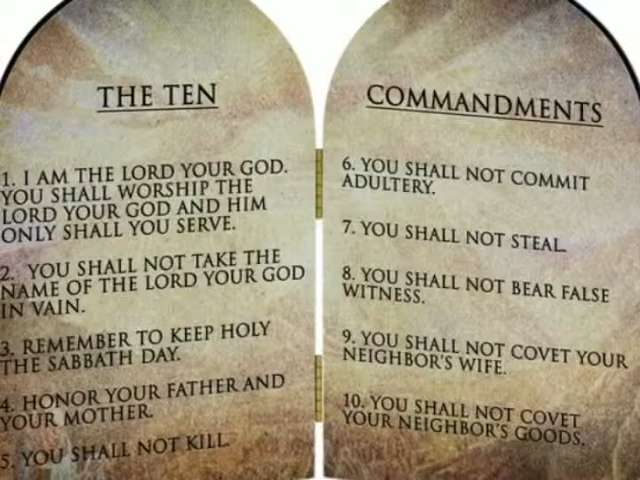 THE TEN
1. I AM THE LORD YOUR GOD.
YOU SHALL WORSHIP THE
LORD YOUR GOD AND HIM
ONLY SHALL YOU SERVE.
2. YOU SHALL NOT TAKE THE
NAME OF THE LORD YOUR GOD
IN VAIN.
3. REMEMBER TO KEEP HOLY
THE SABBATH DAY.
4. HONOR YOUR FATHER AND
YOUR MOTHER.
5. YOU SHALL NOT KILL.
COMMANDMENTS
6. YOU SHALL NOT COMMIT
ADULTERY.
7. YOU SHALL NOT STEAL.
8. YOU SHALL NOT BEAR FALSE
WITNESS.
9. YOU SHALL NOT COVET YOUR
NEIGHBOR'S WIFE.
10. YOU SHALL NOT COVET
YOUR NEIGHBOR'S GOODS.